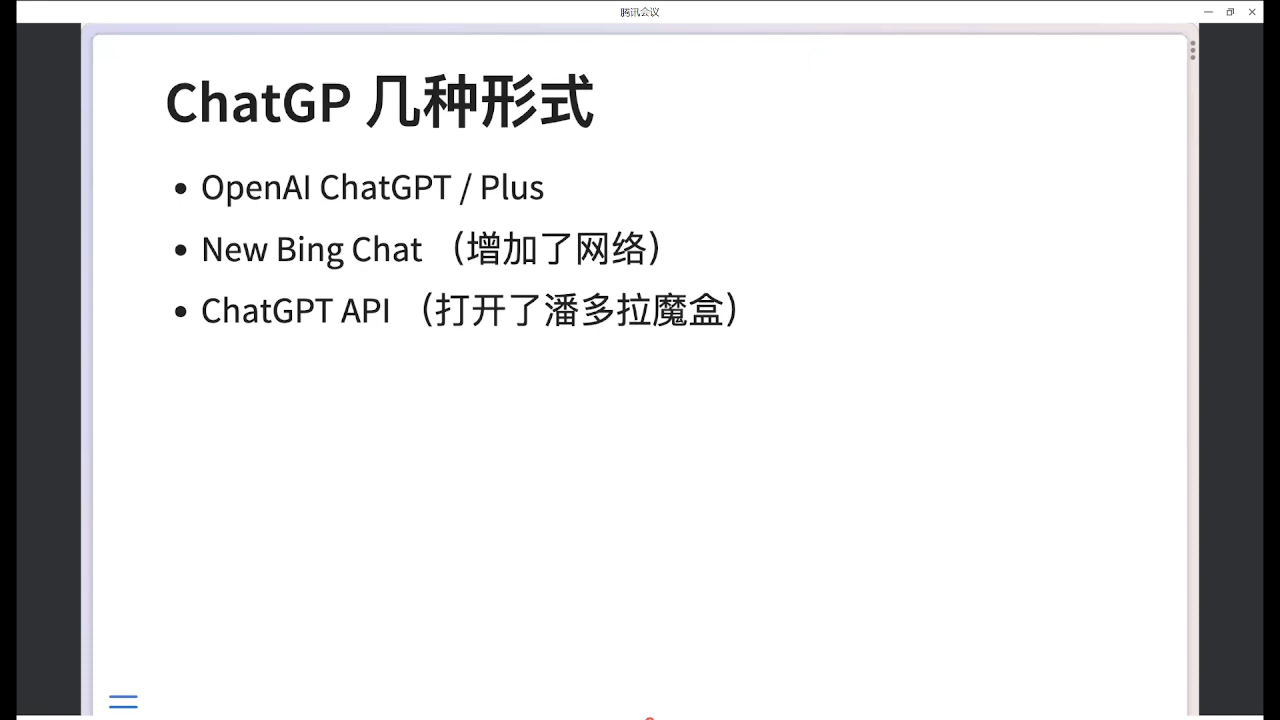 腾讯会议
ChatGP 几种形式
• OpenAI ChatGPT / Plus
• New Bing Chat （增加了网络）
• ChatGPT API （打开了潘多拉魔盒）